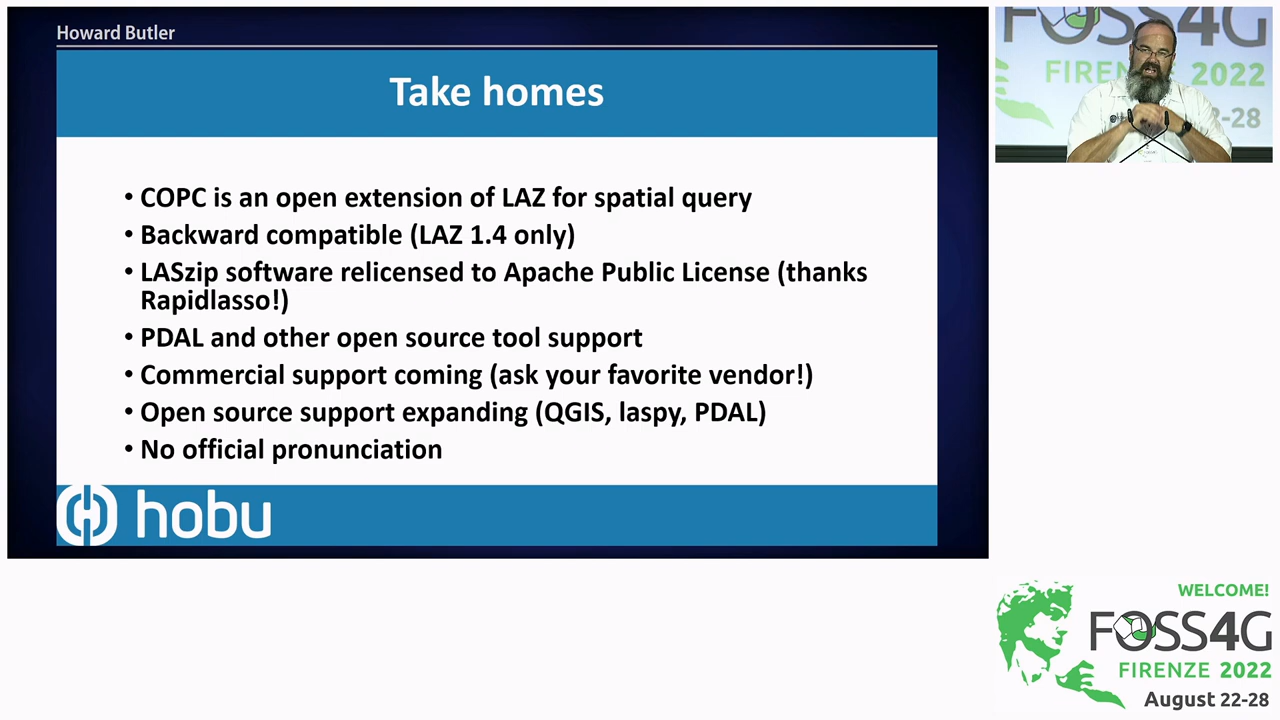 Howard Butler
Take homes
• COPC is an open extension of LAZ for spatial query
• Backward compatible (LAZ 1.4 only)
• LASzip software relicensed to Apache Public License (thanks
Rapidlasso!)
• PDAL and other open source tool support
• Commercial support coming (ask your favorite vendor!)
• Open source support expanding (QGIS, laspy, PDAL)
• No official pronunciation
hobu
FOSS4G
FIRENZE 2022
-28
WELCOME!
FOSS4G
FIRENZE 2022
August 22-28